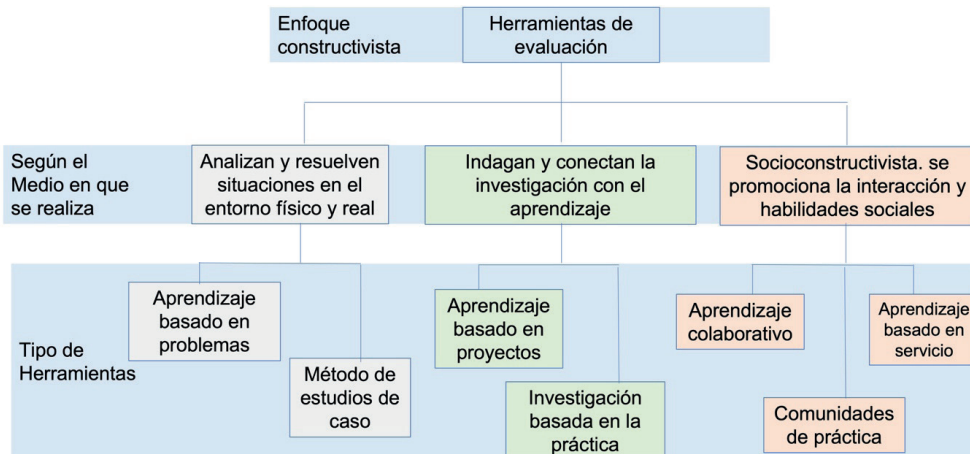 Enfoque
constructivista
Herramientas de
evaluación
Según el
Medio en que
se realiza
Analizan y resuelven
situaciones en el
entorno físico y real
Indagan y conectan la
investigación con el
aprendizaje
Socioconstructivista. se
promociona la interacción y
habilidades sociales
Tipo de
Herramientas
Aprendizaje
basado en
problemas
Método de
estudios de
caso
Aprendizaje
basado en
proyectos
Investigación
basada en la
práctica
Aprendizaje
colaborativo
Comunidades
de práctica
Aprendizaje
basado en
servicio